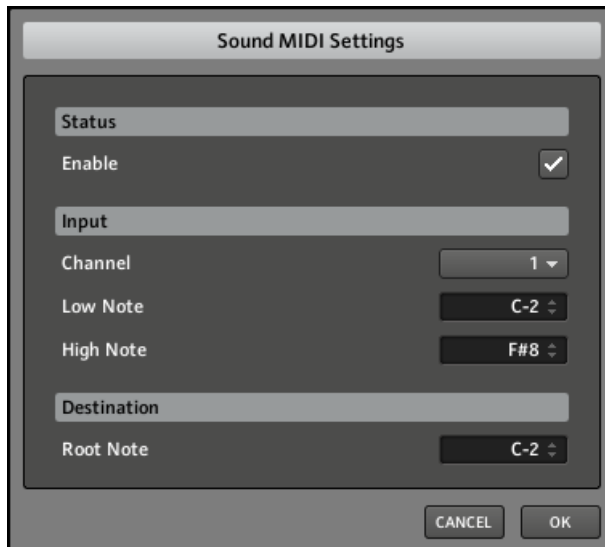 Sound MIDI Settings
Status
Enable
Input
Channel 1
Low Note C-2
High Note F#8
Destination
Root Note C-2
CANCEL OK